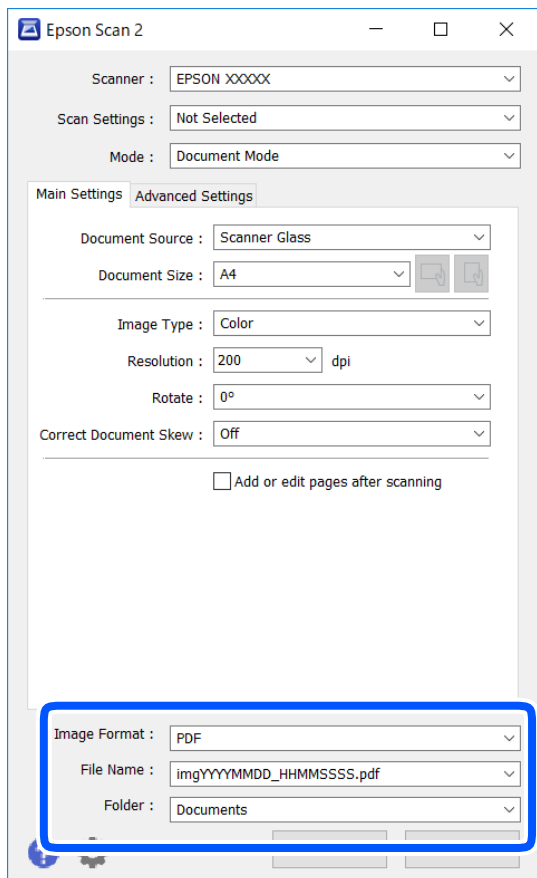 Epson Scan 2
Scanner : EPSON XXXXX
Scan Settings : Not Selected
Mode : Document Mode
Main Settings Advanced Settings
Document Source : Scanner Glass
Document Size : A4
Image Type : Color
Resolution : 200 dpi
Rotate : 0°
Correct Document Skew : Off
Add or edit pages after scanning
Image Format : PDF
File Name : imgYYYYMMDD_HHMMSSSS.pdf
Folder : Documents